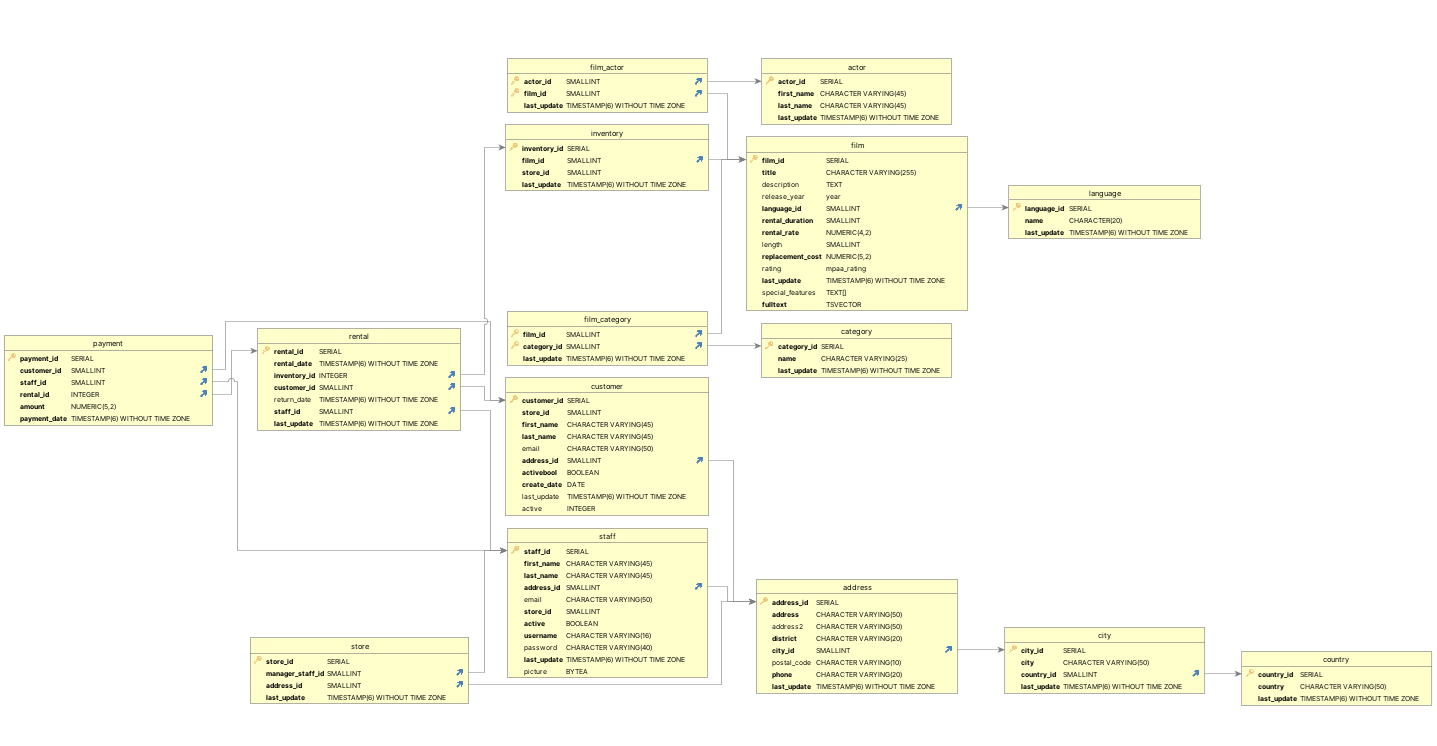 film_actor
actor_id SMALLINT
film_id SMALLINT
last_update TIMESTAMP(6) WITHOUT TIME ZONE
actor
actor_id SERIAL
first_name CHARACTER VARYING(45)
last_name CHARACTER VARYING(45)
last_update TIMESTAMP(6) WITHOUT TIME ZONE
inventory
inventory_id SERIAL
film_id SMALLINT
store_id SMALLINT
last_update TIMESTAMP(6) WITHOUT TIME ZONE
film
film_id SERIAL
title CHARACTER VARYING(255)
description TEXT
release_year year
language_id SMALLINT
rental_duration SMALLINT
rental_rate NUMERIC(4,2)
length SMALLINT
replacement_cost NUMERIC(5,2)
rating mpaa_rating
last_update TIMESTAMP(6) WITHOUT TIME ZONE
special_features TEXT[]
fulltext TSVECTOR
language
language_id SERIAL
name CHARACTER(20)
last_update TIMESTAMP(6) WITHOUT TIME ZONE
payment
payment_id SERIAL
customer_id SMALLINT
staff_id SMALLINT
rental_id INTEGER
amount NUMERIC(5,2)
payment_date TIMESTAMP(6) WITHOUT TIME ZONE
rental
rental_id SERIAL
rental_date TIMESTAMP(6) WITHOUT TIME ZONE
inventory_id INTEGER
customer_id SMALLINT
return_date TIMESTAMP(6) WITHOUT TIME ZONE
staff_id SMALLINT
last_update TIMESTAMP(6) WITHOUT TIME ZONE
film_category
film_id SMALLINT
category_id SMALLINT
last_update TIMESTAMP(6) WITHOUT TIME ZONE
category
category_id SERIAL
name CHARACTER VARYING(25)
last_update TIMESTAMP(6) WITHOUT TIME ZONE
customer
customer_id SERIAL
store_id SMALLINT
first_name CHARACTER VARYING(45)
last_name CHARACTER VARYING(45)
email CHARACTER VARYING(50)
address_id SMALLINT
activebool BOOLEAN
create_date DATE
last_update TIMESTAMP(6) WITHOUT TIME ZONE
active INTEGER
staff
staff_id SERIAL
first_name CHARACTER VARYING(45)
last_name CHARACTER VARYING(45)
address_id SMALLINT
email CHARACTER VARYING(50)
store_id SMALLINT
active BOOLEAN
username CHARACTER VARYING(16)
password CHARACTER VARYING(40)
last_update TIMESTAMP(6) WITHOUT TIME ZONE
picture BYTEA
store
store_id SERIAL
manager_staff_id SMALLINT
address_id SMALLINT
last_update TIMESTAMP(6) WITHOUT TIME ZONE
address
address_id SERIAL
address CHARACTER VARYING(50)
address2 CHARACTER VARYING(50)
district CHARACTER VARYING(20)
city_id SMALLINT
postal_code CHARACTER VARYING(10)
phone CHARACTER VARYING(20)
last_update TIMESTAMP(6) WITHOUT TIME ZONE
city
city_id SERIAL
city CHARACTER VARYING(50)
country_id SMALLINT
last_update TIMESTAMP(6) WITHOUT TIME ZONE
country
country_id SERIAL
country CHARACTER VARYING(50)
last_update TIMESTAMP(6) WITHOUT TIME ZONE